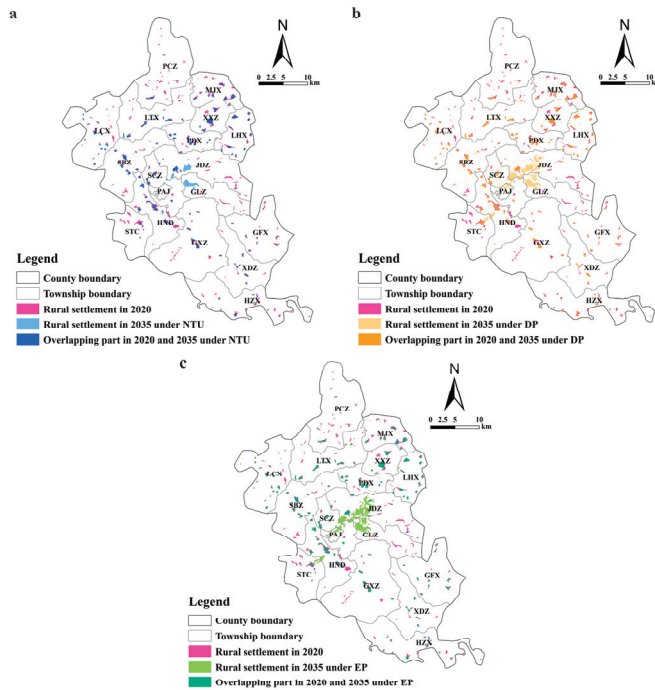 a
N
0 2.5 5 10
km
PCZ
MJX
LTX
XXZ
LCX
LHX
PDX
SBZ
SCZ
JDZ
PAJ
GLZ
STC
HND
GXZ
GFX
XDZ
HZX
Legend
County boundary
Township boundary
Rural settlement in 2020
Rural settlement in 2035 under NTU
Overlapping part in 2020 and 2035 under NTU
b
N
0 2.5 5 10
km
PCZ
MJX
LTX
XXZ
LCX
LHX
PDX
SBZ
SCZ
JDZ
PAJ
GLZ
STC
HND
GXZ
GFX
XDZ
HZX
Legend
County boundary
Township boundary
Rural settlement in 2020
Rural settlement in 2035 under DP
Overlapping part in 2020 and 2035 under DP
c
N
0 2.5 5 10
km
PCZ
MJX
LTX
XXZ
LCX
LHX
PDX
SBZ
SCZ
JDZ
PAJ
GLZ
STC
HND
GXZ
GFX
XDZ
HZX
Legend
County boundary
Township boundary
Rural settlement in 2020
Rural settlement in 2035 under EP
Overlapping part in 2020 and 2035 under EP